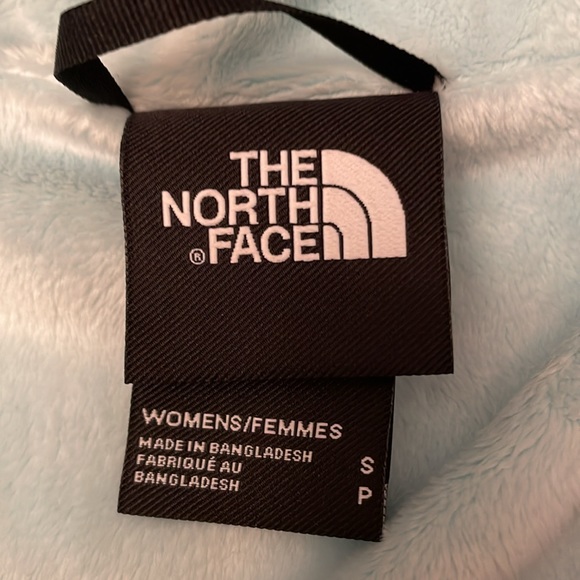 THE
NORTH
® FACE
WOMENS/FEMMES
MADE IN BANGLADESH
FABRIQUÉ AU
BANGLADESH
S
P